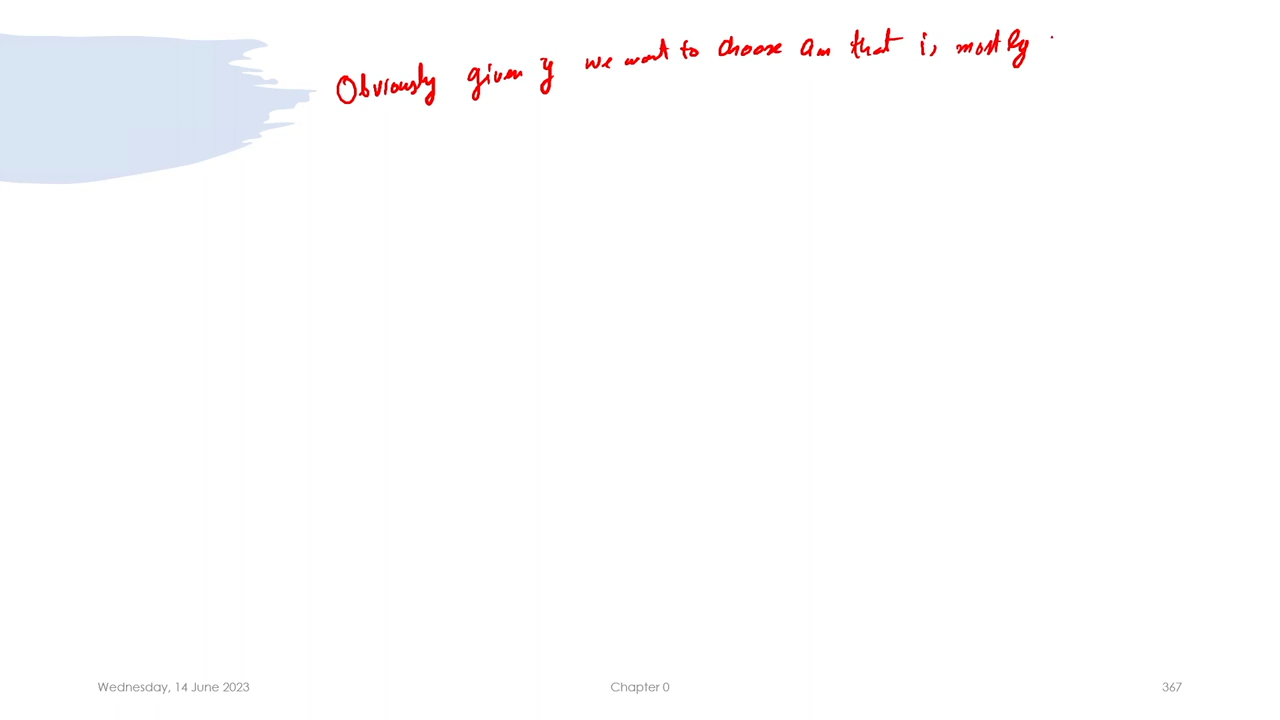 Obviously given y we want to choose am that is mostly
Wednesday, 14 June 2023
Chapter 0
367